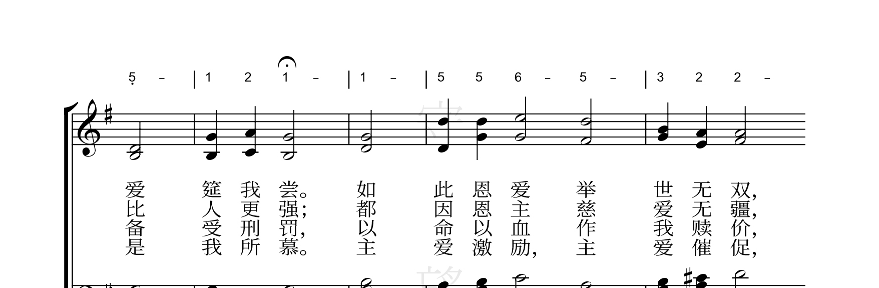 5 - | 1 2 1 - | 1 - | 5 5 6 - 5 - | 3 2 2 -
爱 筵 我 尝。 如 此 恩 爱 举 世 无 双，
比 人 更 强； 都 因 恩 主 慈 爱 无 疆，
备 受 刑 罚， 以 命 以 血 作 我 赎 价，
是 我 所 慕。 主 爱 激 励， 主 爱 催 促，